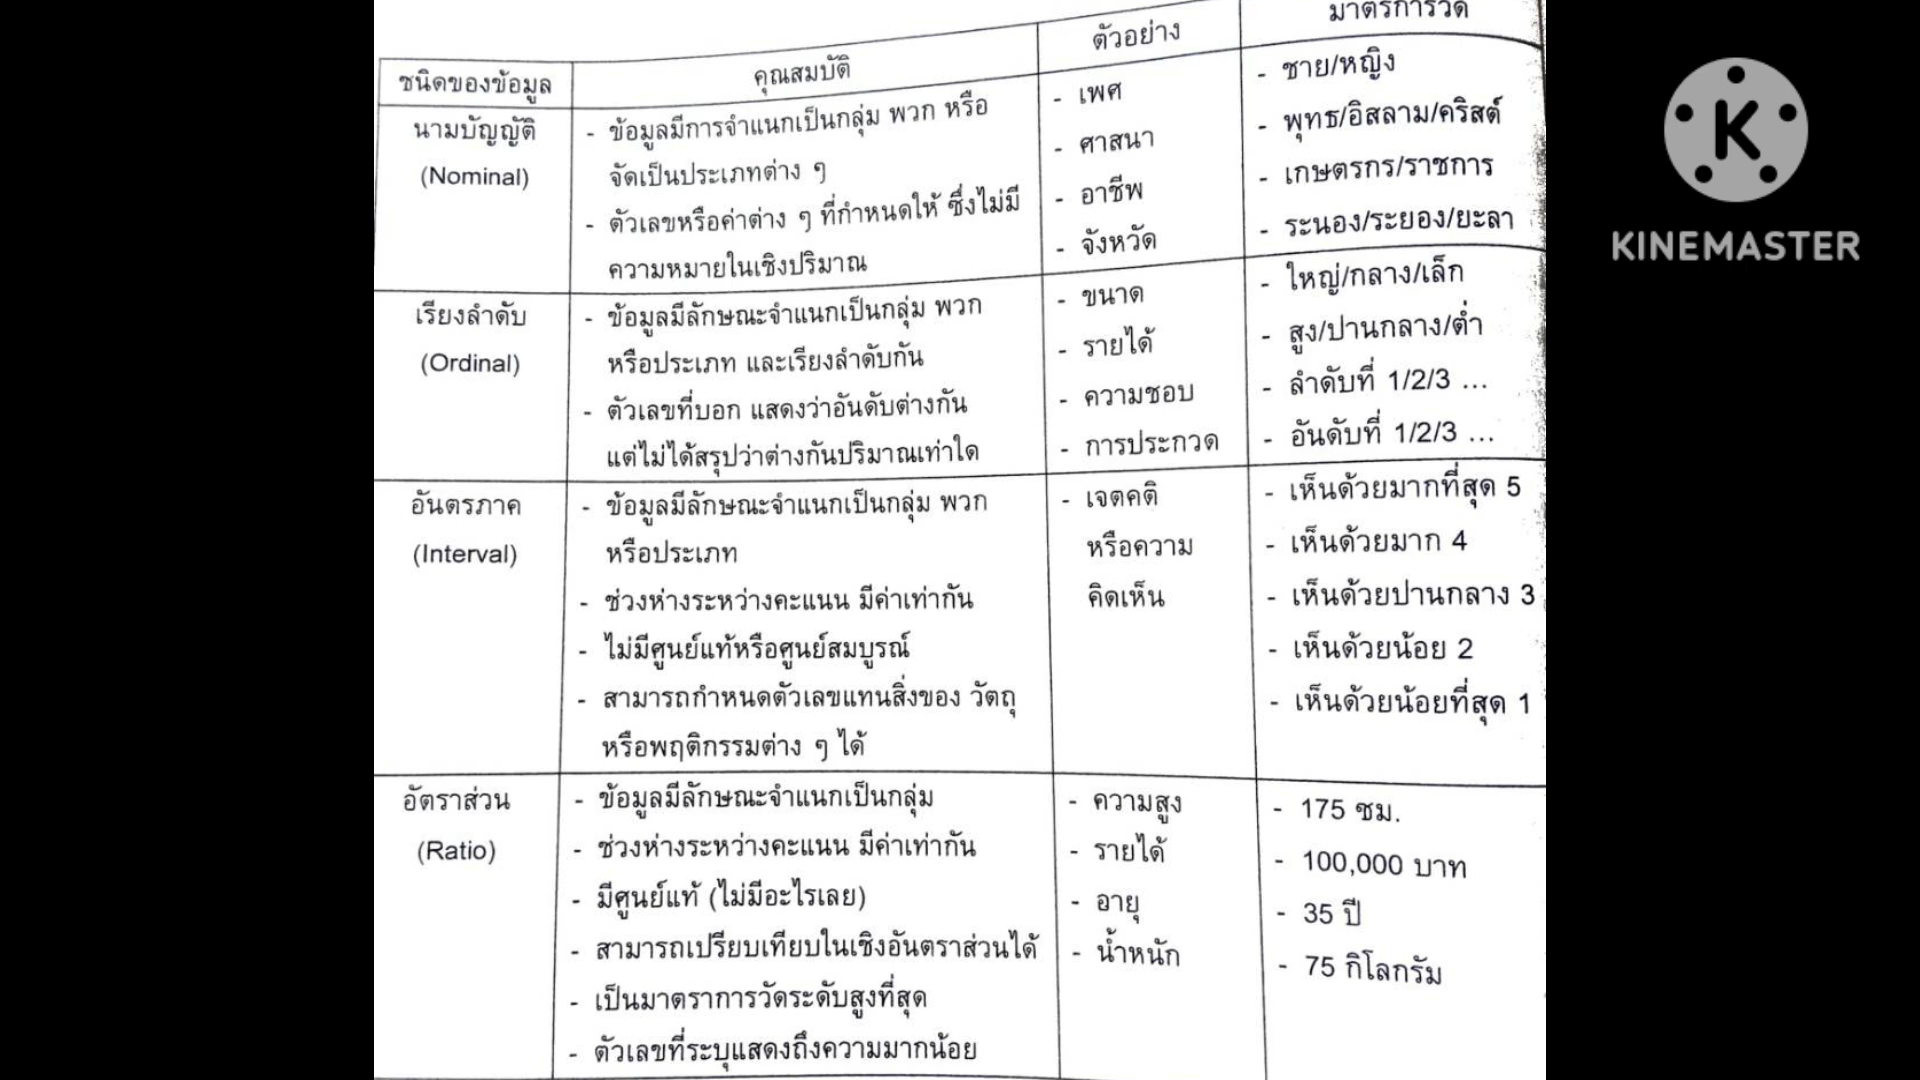 ชนิดของข้อมูล
คุณสมบัติ
ตัวอย่าง
มาตรการวัด
นามบัญญัติ
(Nominal)
- ข้อมูลมีการจำแนกเป็นกลุ่ม พวก หรือ
จัดเป็นประเภทต่าง ๆ
- ตัวเลขหรือค่าต่าง ๆ ที่กำหนดให้ ซึ่งไม่มี
ความหมายในเชิงปริมาณ
- เพศ
- ศาสนา
- อาชีพ
- จังหวัด
- ชาย/หญิง
- พุทธ/อิสลาม/คริสต์
- เกษตรกร/ราชการ
- ระนอง/ระยอง/ยะลา
เรียงลำดับ
(Ordinal)
- ข้อมูลมีลักษณะจำแนกเป็นกลุ่ม พวก
หรือประเภท และเรียงลำดับกัน
- ตัวเลขที่บอก แสดงว่าอันดับต่างกัน
แต่ไม่ได้สรุปว่าต่างกันปริมาณเท่าใด
- ขนาด
- รายได้
- ความชอบ
- การประกวด
- ใหญ่/กลาง/เล็ก
- สูง/ปานกลาง/ต่ำ
- ลำดับที่ 1/2/3 ...
- อันดับที่ 1/2/3 ...
อันตรภาค
(Interval)
- ข้อมูลมีลักษณะจำแนกเป็นกลุ่ม พวก
หรือประเภท
- ช่วงห่างระหว่างคะแนน มีค่าเท่ากัน
- ไม่มีศูนย์แท้หรือศูนย์สมบูรณ์
- สามารถกำหนดตัวเลขแทนสิ่งของ วัตถุ
หรือพฤติกรรมต่าง ๆ ได้
- เจตคติ
หรือความ
คิดเห็น
- เห็นด้วยมากที่สุด 5
- เห็นด้วยมาก 4
- เห็นด้วยปานกลาง 3
- เห็นด้วยน้อย 2
- เห็นด้วยน้อยที่สุด 1
อัตราส่วน
(Ratio)
- ข้อมูลมีลักษณะจำแนกเป็นกลุ่ม
- ช่วงห่างระหว่างคะแนน มีค่าเท่ากัน
- มีศูนย์แท้ (ไม่มีอะไรเลย)
- สามารถเปรียบเทียบในเชิงอันตราส่วนได้
- เป็นมาตราการวัดระดับสูงที่สุด
- ตัวเลขที่ระบุแสดงถึงความมากน้อย
- ความสูง
- รายได้
- อายุ
- น้ำหนัก
- 175 ซม.
- 100,000 บาท
- 35 ปี
- 75 กิโลกรัม
K
KINEMASTER